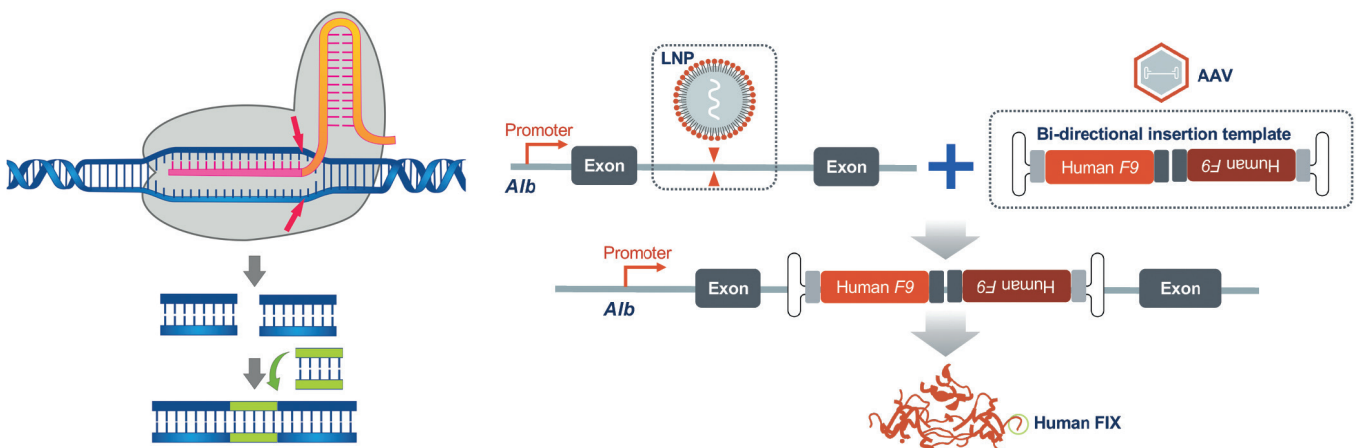 LNP
AAV
Promoter
Bi-directional insertion template
Exon
Exon
Human F9
Human F9
Alb
Promoter
Exon
Human F9
Human F9
Exon
Alb
Human FIX